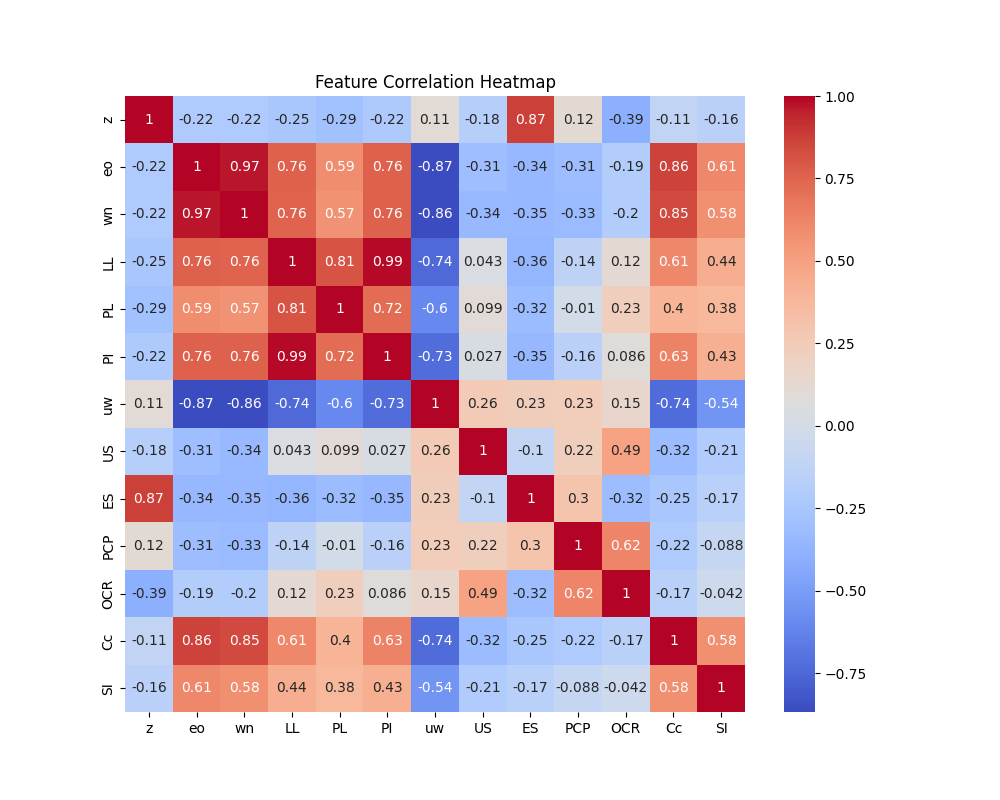 Feature Correlation Heatmap
z 1 -0.22 -0.22 -0.25 -0.29 -0.22 0.11 -0.18 0.87 0.12 -0.39 -0.11 -0.16
eo -0.22 1 0.97 0.76 0.59 0.76 -0.87 -0.31 -0.34 -0.31 -0.19 0.86 0.61
wn -0.22 0.97 1 0.76 0.57 0.76 -0.86 -0.34 -0.35 -0.33 -0.2 0.85 0.58
LL -0.25 0.76 0.76 1 0.81 0.99 -0.74 0.043 -0.36 -0.14 0.12 0.61 0.44
PL -0.29 0.59 0.57 0.81 1 0.72 -0.6 0.099 -0.32 -0.01 0.23 0.4 0.38
PI -0.22 0.76 0.76 0.99 0.72 1 -0.73 0.027 -0.35 -0.16 0.086 0.63 0.43
uw 0.11 -0.87 -0.86 -0.74 -0.6 -0.73 1 0.26 0.23 0.23 0.15 -0.74 -0.54
US -0.18 -0.31 -0.34 0.043 0.099 0.027 0.26 1 -0.1 0.22 0.49 -0.32 -0.21
ES 0.87 -0.34 -0.35 -0.36 -0.32 -0.35 0.23 -0.1 1 0.3 -0.32 -0.25 -0.17
PCP 0.12 -0.31 -0.33 -0.14 -0.01 -0.16 0.23 0.22 0.3 1 0.62 -0.22 -0.088
OCR -0.39 -0.19 -0.2 0.12 0.23 0.086 0.15 0.49 -0.32 0.62 1 -0.17 -0.042
Cc -0.11 0.86 0.85 0.61 0.4 0.63 -0.74 -0.32 -0.25 -0.22 -0.17 1 0.58
SI -0.16 0.61 0.58 0.44 0.38 0.43 -0.54 -0.21 -0.17 -0.088 -0.042 0.58 1
z eo wn LL PL PI uw US ES PCP OCR Cc SI
1.00
0.75
0.50
0.25
0.00
−0.25
−0.50
−0.75